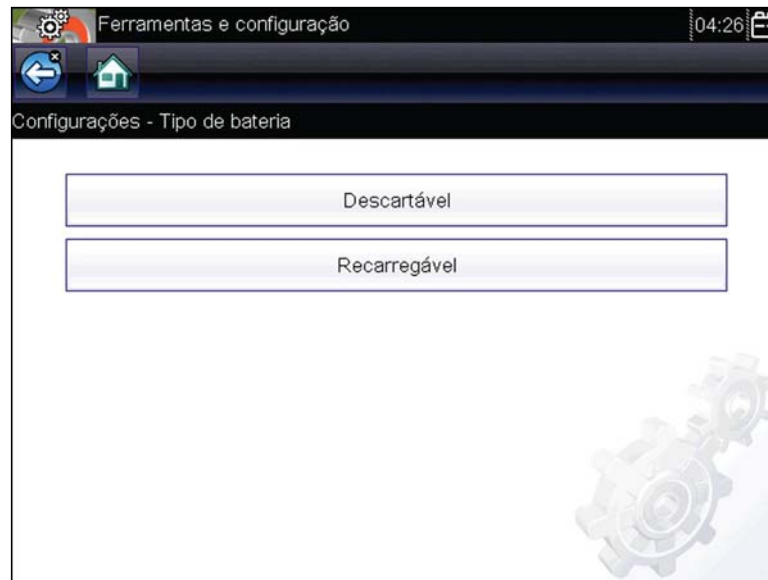 Ferramentas e configuração 04:26
Configurações - Tipo de bateria
Descartável
Recarregável